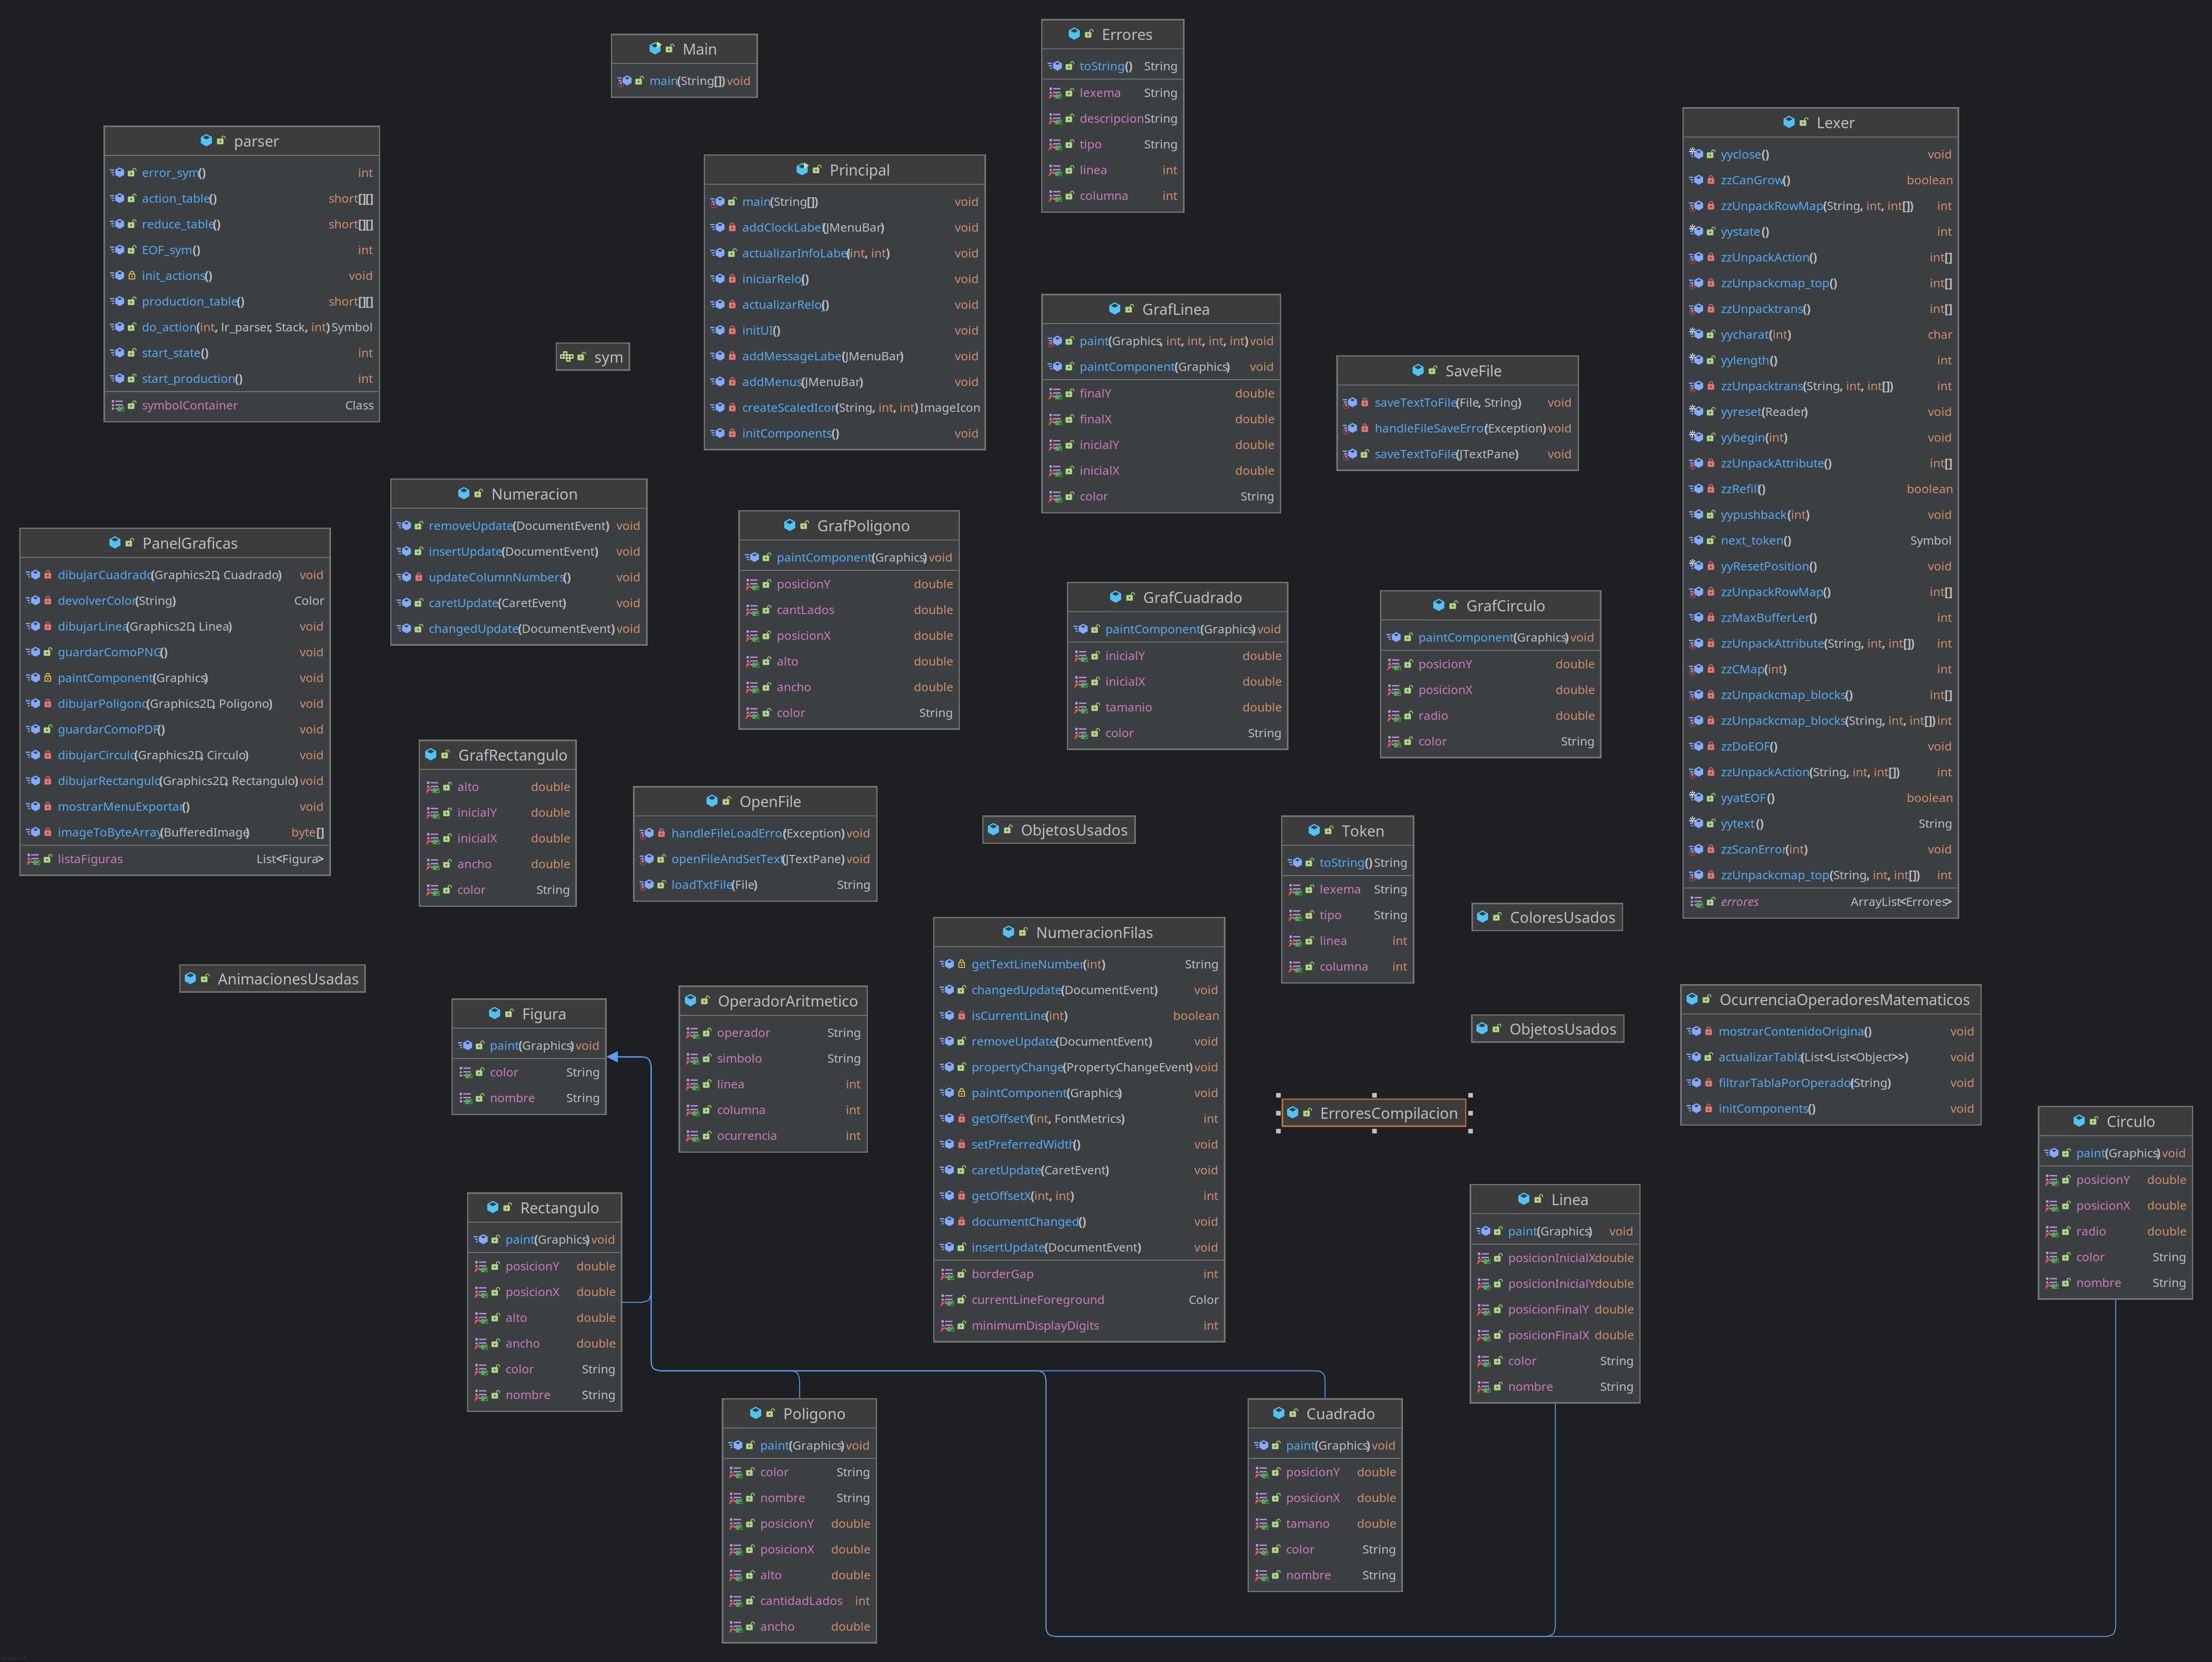 Main
main(String[]) void
Errores
toString() String
lexema String
descripcion String
tipo String
linea int
columna int
Lexer
yyclose() void
zzCanGrow() boolean
zzUnpackRowMap(String, int, int[]) int
yystate() int
zzUnpackAction() int[]
zzUnpackcmap_top() int[]
zzUnpacktrans() int[]
yycharat(int) char
yylength() int
zzUnpacktrans(String, int, int[]) int
yyreset(Reader) void
yybegin(int) void
zzUnpackAttribute() int[]
zzRefill() boolean
yypushback(int) void
next_token() Symbol
yyResetPosition() void
zzUnpackRowMap() int[]
zzMaxBufferLen() int
zzUnpackAttribute(String, int, int[]) int
zzCMap(int) int
zzUnpackcmap_blocks() int[]
zzUnpackcmap_blocks(String, int, int[]) int
zzDoEOF() void
zzUnpackAction(String, int, int[]) int
yyatEOF() boolean
yytext() String
zzScanError(int) void
zzUnpackcmap_top(String, int, int[]) int
errores ArrayList<Errores>
parser
error_sym() int
action_table() short[][]
reduce_table() short[][]
EOF_sym() int
init_actions() void
production_table() short[][]
do_action(int, lr_parser, Stack, int) Symbol
start_state() int
start_production() int
symbolContainer Class
Principal
main(String[]) void
addClockLabel(JMenuBar) void
actualizarInfoLabel(int, int) void
iniciarReloj() void
actualizarReloj() void
initUI() void
addMessageLabel(JMenuBar) void
addMenus(JMenuBar) void
createScaledIcon(String, int, int) ImageIcon
initComponents() void
sym
GrafLinea
paint(Graphics, int, int, int, int) void
paintComponent(Graphics) void
finalY double
finalX double
inicialY double
inicialX double
color String
SaveFile
saveTextToFile(File, String) void
handleFileSaveError(Exception) void
saveTextToFile(JTextPane) void
Numeracion
removeUpdate(DocumentEvent) void
insertUpdate(DocumentEvent) void
updateColumnNumbers() void
caretUpdate(CaretEvent) void
changedUpdate(DocumentEvent) void
PanelGraficas
dibujarCuadrado(Graphics2D, Cuadrado) void
devolverColor(String) Color
dibujarLinea(Graphics2D, Linea) void
guardarComoPNG() void
paintComponent(Graphics) void
dibujarPoligono(Graphics2D, Poligono) void
guardarComoPDF() void
dibujarCirculo(Graphics2D, Circulo) void
dibujarRectangulo(Graphics2D, Rectangulo) void
mostrarMenuExportar() void
imageToByteArray(BufferedImage) byte[]
listaFiguras List<Figura>
GrafPoligono
paintComponent(Graphics) void
posicionY double
cantLados double
posicionX double
alto double
ancho double
color String
GrafCuadrado
paintComponent(Graphics) void
inicialY double
inicialX double
tamanio double
color String
GrafCirculo
paintComponent(Graphics) void
posicionY double
posicionX double
radio double
color String
GrafRectangulo
alto double
inicialY double
inicialX double
ancho double
color String
OpenFile
handleFileLoadError(Exception) void
openFileAndSetText(JTextPane) void
loadTxtFile(File) String
ObjetosUsados
Token
toString() String
lexema String
tipo String
linea int
columna int
ColoresUsados
NumeracionFilas
getTextLineNumber(int) String
changedUpdate(DocumentEvent) void
isCurrentLine(int) boolean
removeUpdate(DocumentEvent) void
propertyChange(PropertyChangeEvent) void
paintComponent(Graphics) void
getOffsetY(int, FontMetrics) int
setPreferredWidth() void
caretUpdate(CaretEvent) void
getOffsetX(int, int) int
documentChanged() void
insertUpdate(DocumentEvent) void
borderGap int
currentLineForeground Color
minimumDisplayDigits int
AnimacionesUsadas
Figura
paint(Graphics) void
color String
nombre String
OperadorAritmetico
operador String
simbolo String
linea int
columna int
ocurrencia int
ObjetosUsados
OcurrenciaOperadoresMatematicos
mostrarContenidoOriginal() void
actualizarTabla(List<List<Object>>) void
filtrarTablaPorOperador(String) void
initComponents() void
ErroresCompilacion
Circulo
paint(Graphics) void
posicionY double
posicionX double
radio double
color String
nombre String
Rectangulo
paint(Graphics) void
posicionY double
posicionX double
alto double
ancho double
color String
nombre String
Linea
paint(Graphics) void
posicionInicialX double
posicionInicialY double
posicionFinalY double
posicionFinalX double
color String
nombre String
Poligono
paint(Graphics) void
color String
nombre String
posicionY double
posicionX double
alto double
cantidadLados int
ancho double
Cuadrado
paint(Graphics) void
posicionY double
posicionX double
tamano double
color String
nombre String